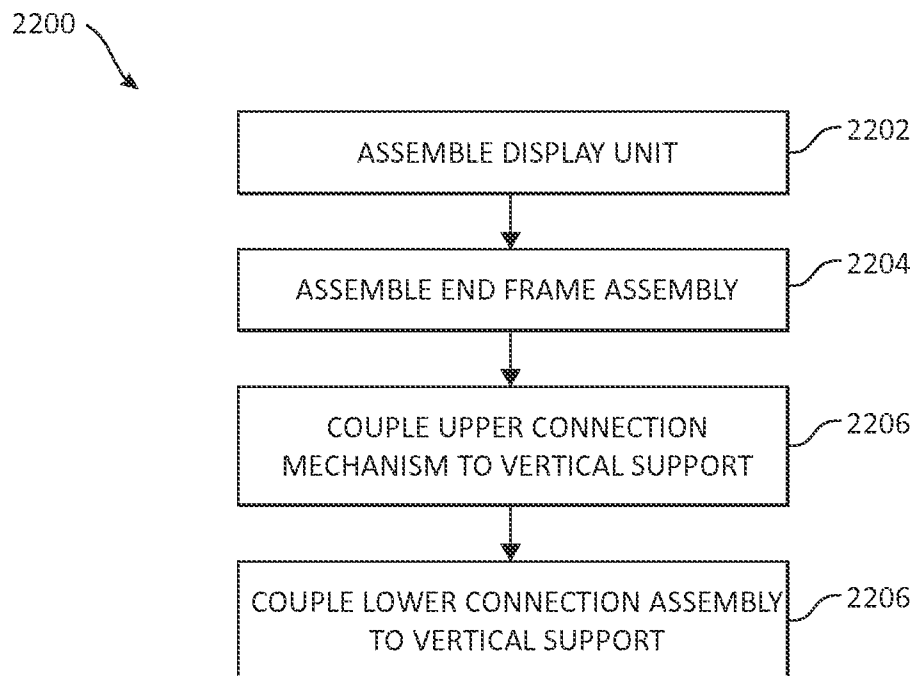 2200
ASSEMBLE DISPLAY UNIT
2202
ASSEMBLE END FRAME ASSEMBLY
2204
COUPLE UPPER CONNECTION
MECHANISM TO VERTICAL SUPPORT
2206
COUPLE LOWER CONNECTION ASSEMBLY
TO VERTICAL SUPPORT
2206